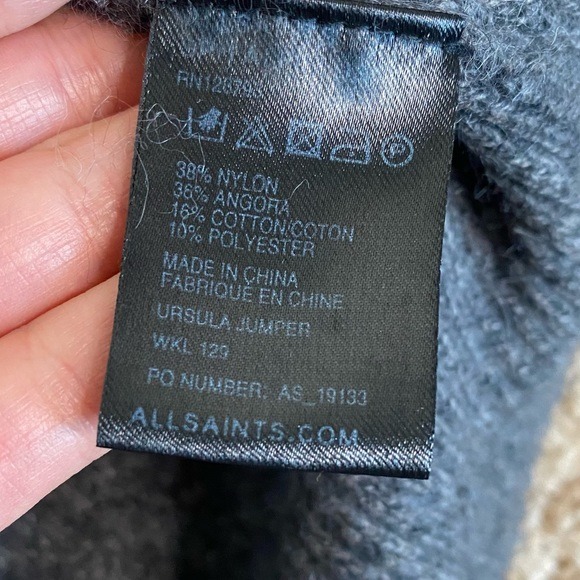 38% NYLON
36% ANGORA
16% COTTON/COTON
10% POLYESTER
MADE IN CHINA
FABRIQUE EN CHINE
URSULA JUMPER
WKL 129
PO NUMBER: AS_19133
ALLSAINTS.COM